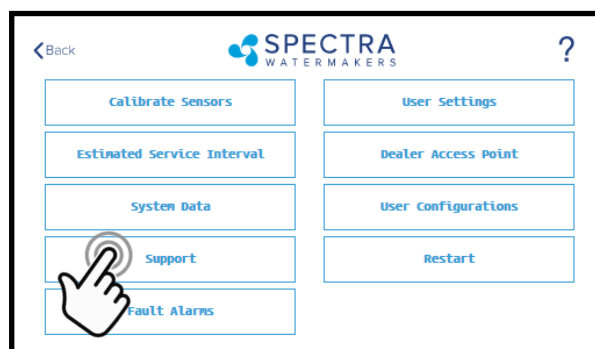 Back
SPECTRA
WATERMAKERS
?
Calibrate Sensors
User Settings
Estimated Service Interval
Dealer Access Point
System Data
User Configurations
Support
Restart
Fault Alarms